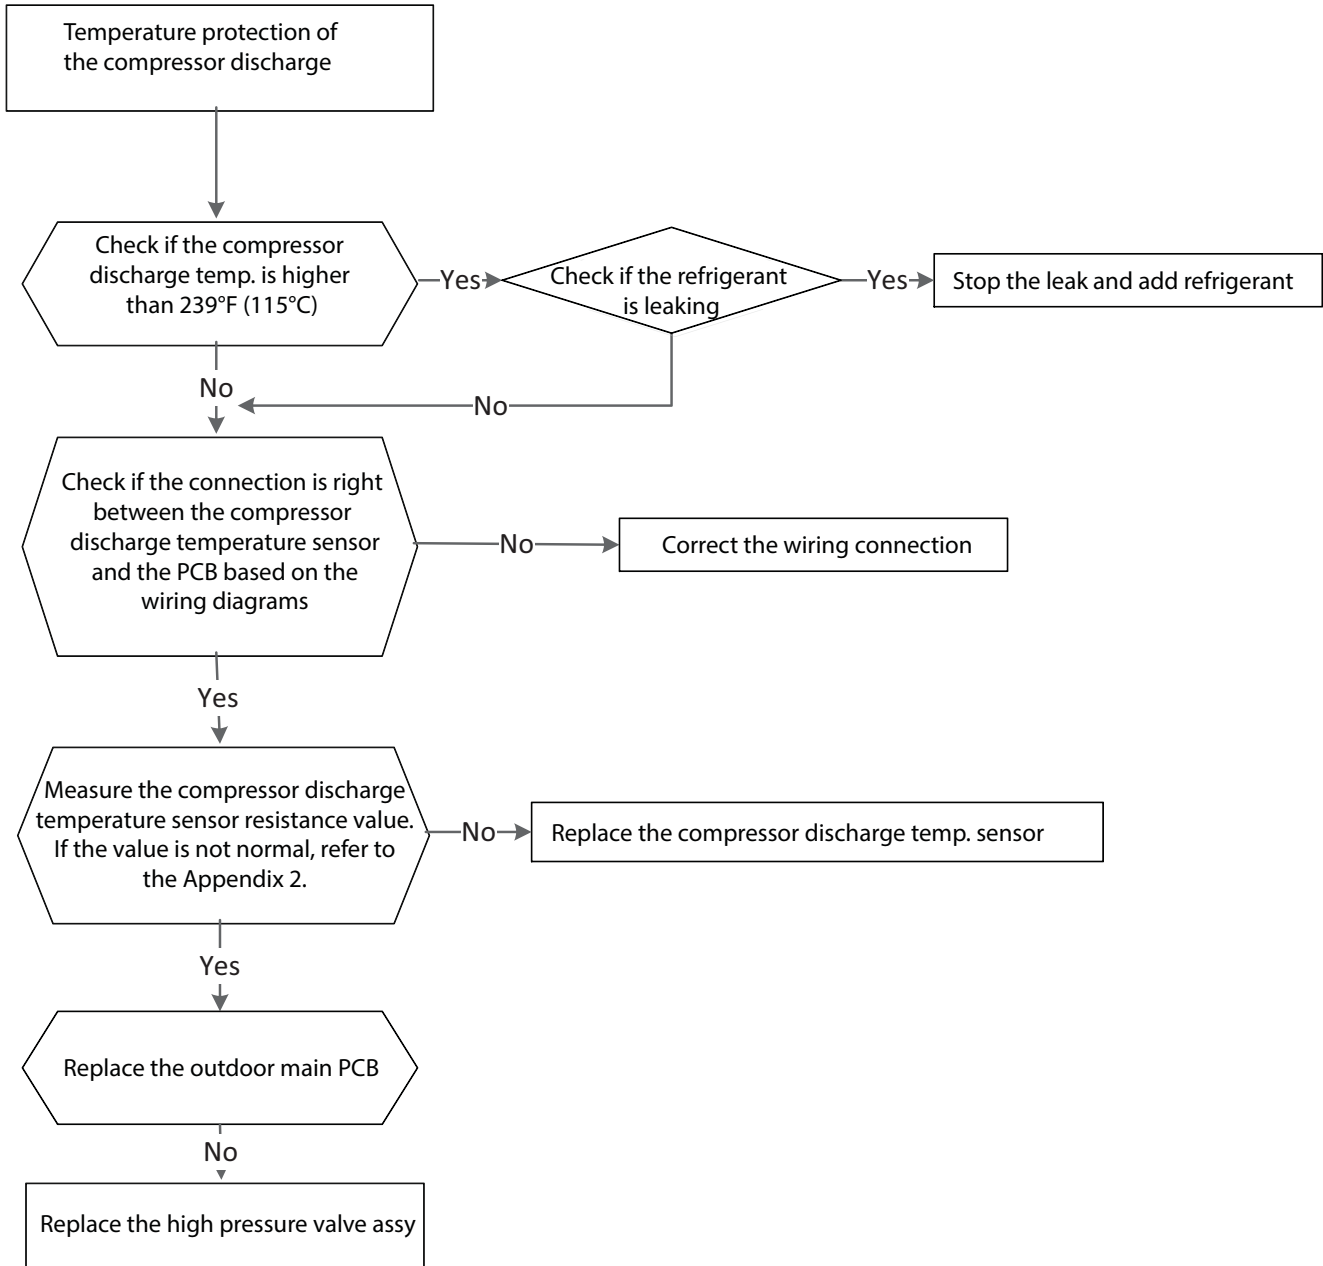 Temperature protection of
the compressor discharge
Check if the compressor
discharge temp. is higher
than 239°F (115°C)
Yes
Check if the refrigerant
is leaking
Yes
Stop the leak and add refrigerant
No
No
Check if the connection is right
between the compressor
discharge temperature sensor
and the PCB based on the
wiring diagrams
No
Correct the wiring connection
Yes
Measure the compressor discharge
temperature sensor resistance value.
If the value is not normal, refer to
the Appendix 2.
No
Replace the compressor discharge temp. sensor
Yes
Replace the outdoor main PCB
No
Replace the high pressure valve assy